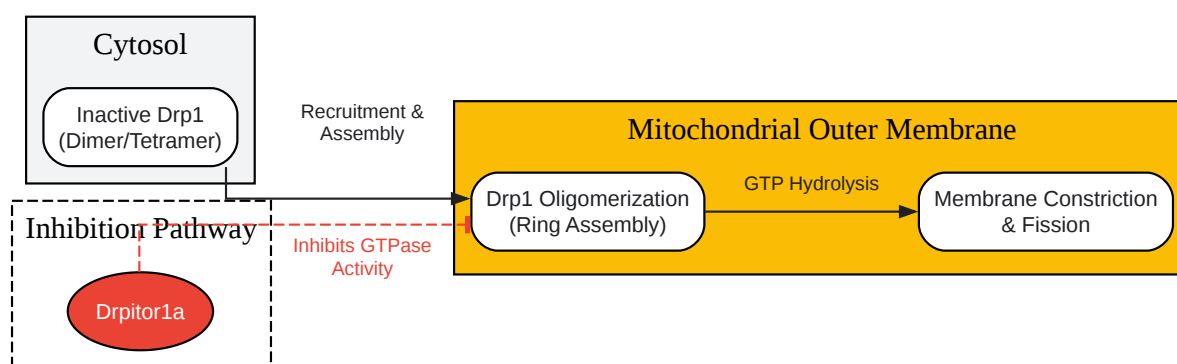 Cytosol
Inactive Drp1
(Dimer/Tetramer)
Recruitment &
Assembly
Mitochondrial Outer Membrane
Drp1 Oligomerization
(Ring Assembly)
GTP Hydrolysis
Membrane Constriction
& Fission
Inhibition Pathway
Inhibits GTPase
Activity
Drpitor1a